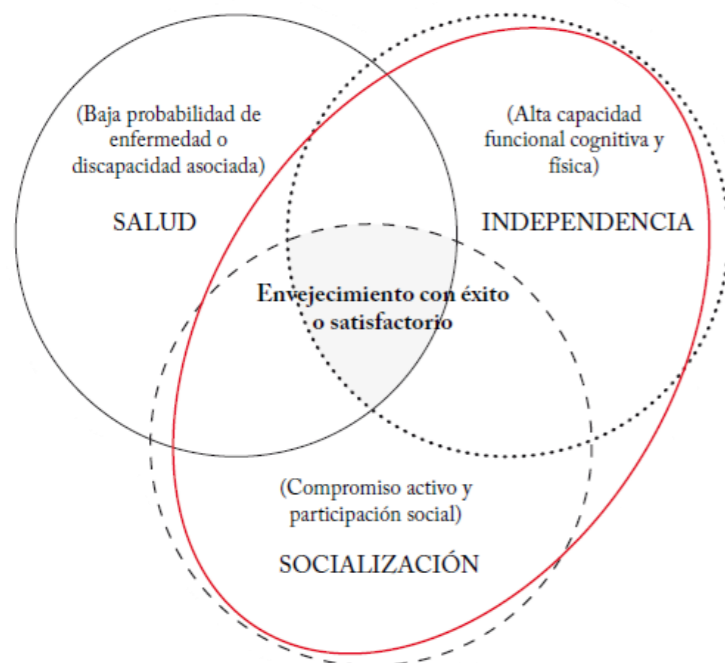 (Baja probabilidad de
enfermedad o
discapacidad asociada)
SALUD
(Alta capacidad
funcional cognitiva y
física)
INDEPENDENCIA
Envejecimiento con éxito
o satisfactorio
(Compromiso activo y
participación social)
SOCIALIZACIÓN